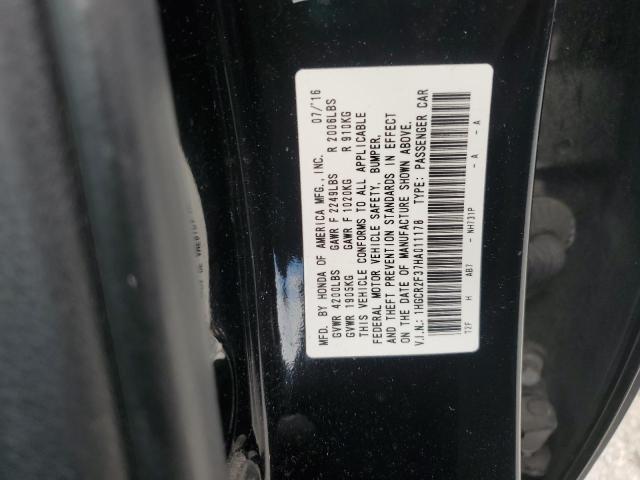 MFD. BY HONDA OF AMERICA MFG., INC. 07/'16
GVWR 4200LBS GAWR F 2249LBS R 2006LBS
GVWR 1905KG GAWR F 1020KG R 910KG
THIS VEHICLE CONFORMS TO ALL APPLICABLE
FEDERAL MOTOR VEHICLE SAFETY, BUMPER,
AND THEFT PREVENTION STANDARDS IN EFFECT
ON THE DATE OF MANUFACTURE SHOWN ABOVE.
V.I.N.: 1HGCR2F37HA011178 TYPE: PASSENGER CAR
T2F H AB7 - NH731P - A - A